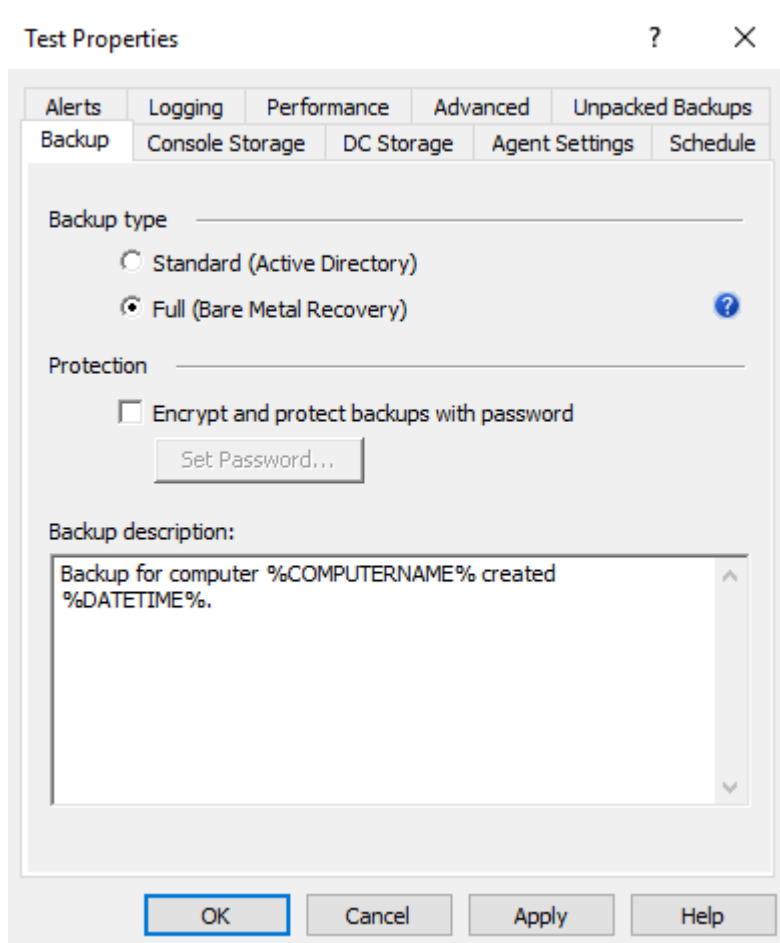 Test Properties
?
Alerts Logging Performance Advanced Unpacked Backups
Backup Console Storage DC Storage Agent Settings Schedule
Backup type
Standard (Active Directory)
Full (Bare Metal Recovery)
?
Protection
Encrypt and protect backups with password
Set Password...
Backup description:
Backup for computer %COMPUTERNAME% created
%DATETIME%.
OK Cancel Apply Help